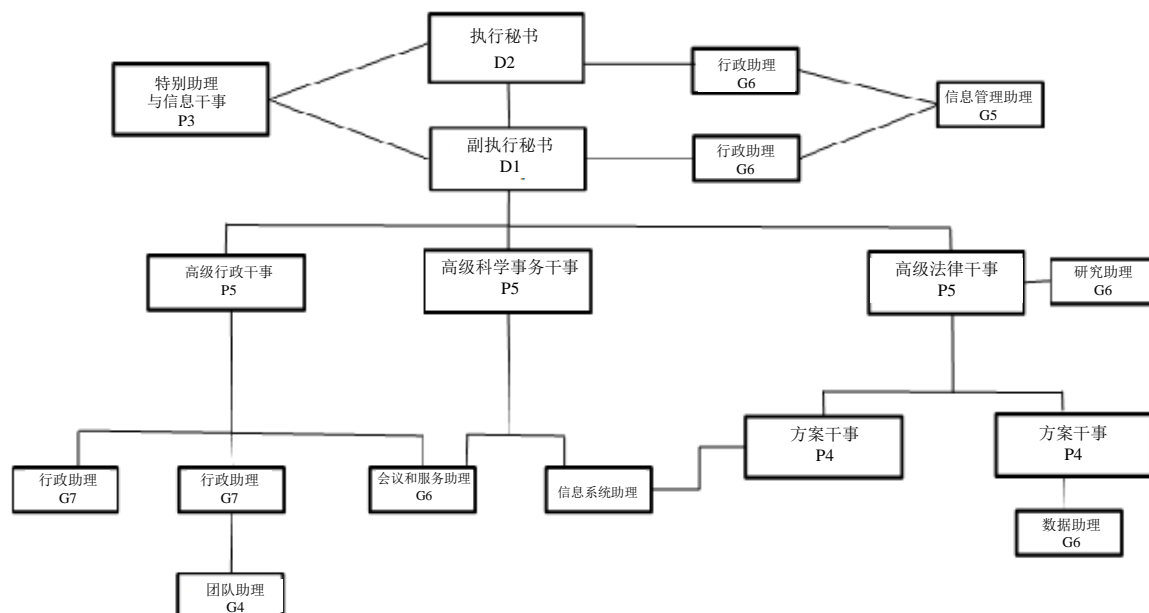 执行秘书
D2
特别助理
与信息干事
P3
行政助理
G6
信息管理助理
G5
副执行秘书
D1
行政助理
G6
高级行政干事
P5
高级科学事务干事
P5
高级法律干事
P5
研究助理
G6
方案干事
P4
方案干事
P4
行政助理
G7
行政助理
G7
会议和服务助理
G6
信息系统助理
数据助理
G6
团队助理
G4